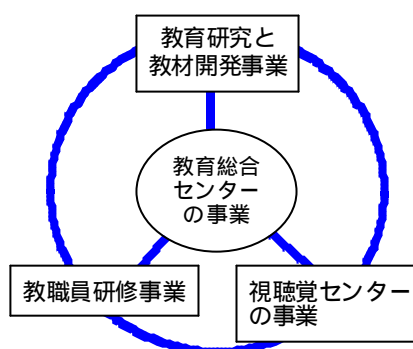 教育研究と
教材開発事業
教育総合
センター
の事業
教職員研修事業
視聴覚センター
の事業